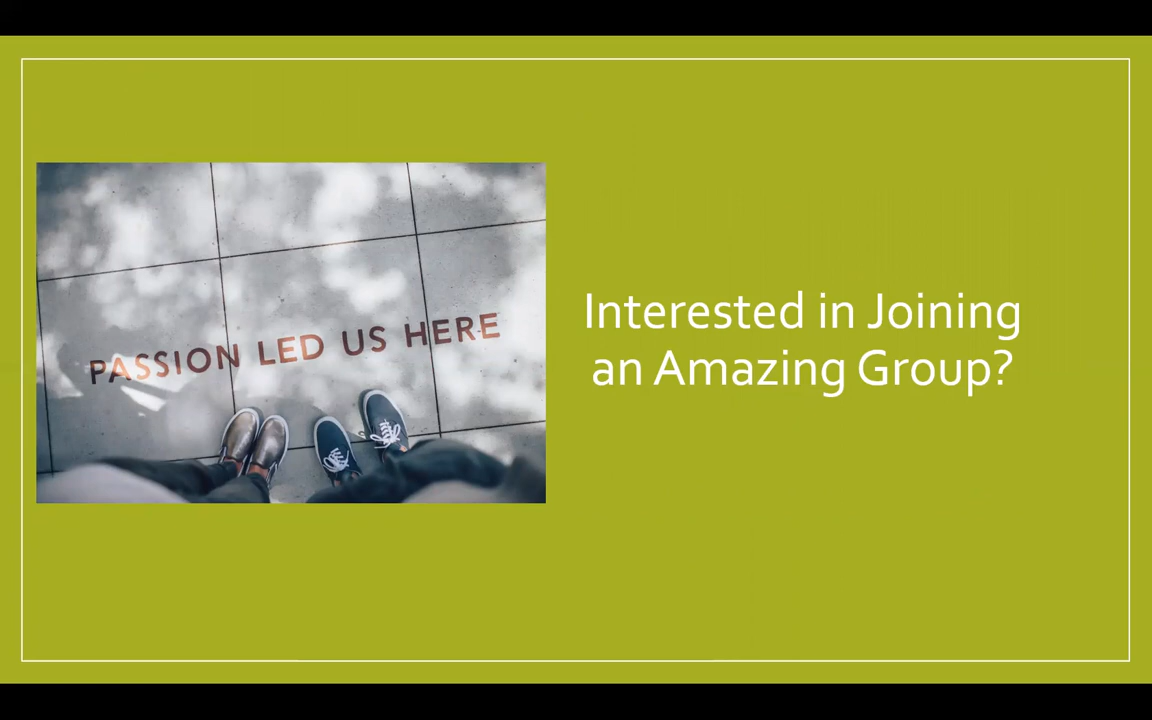 PASSION LED US HERE
Interested in Joining
an Amazing Group?